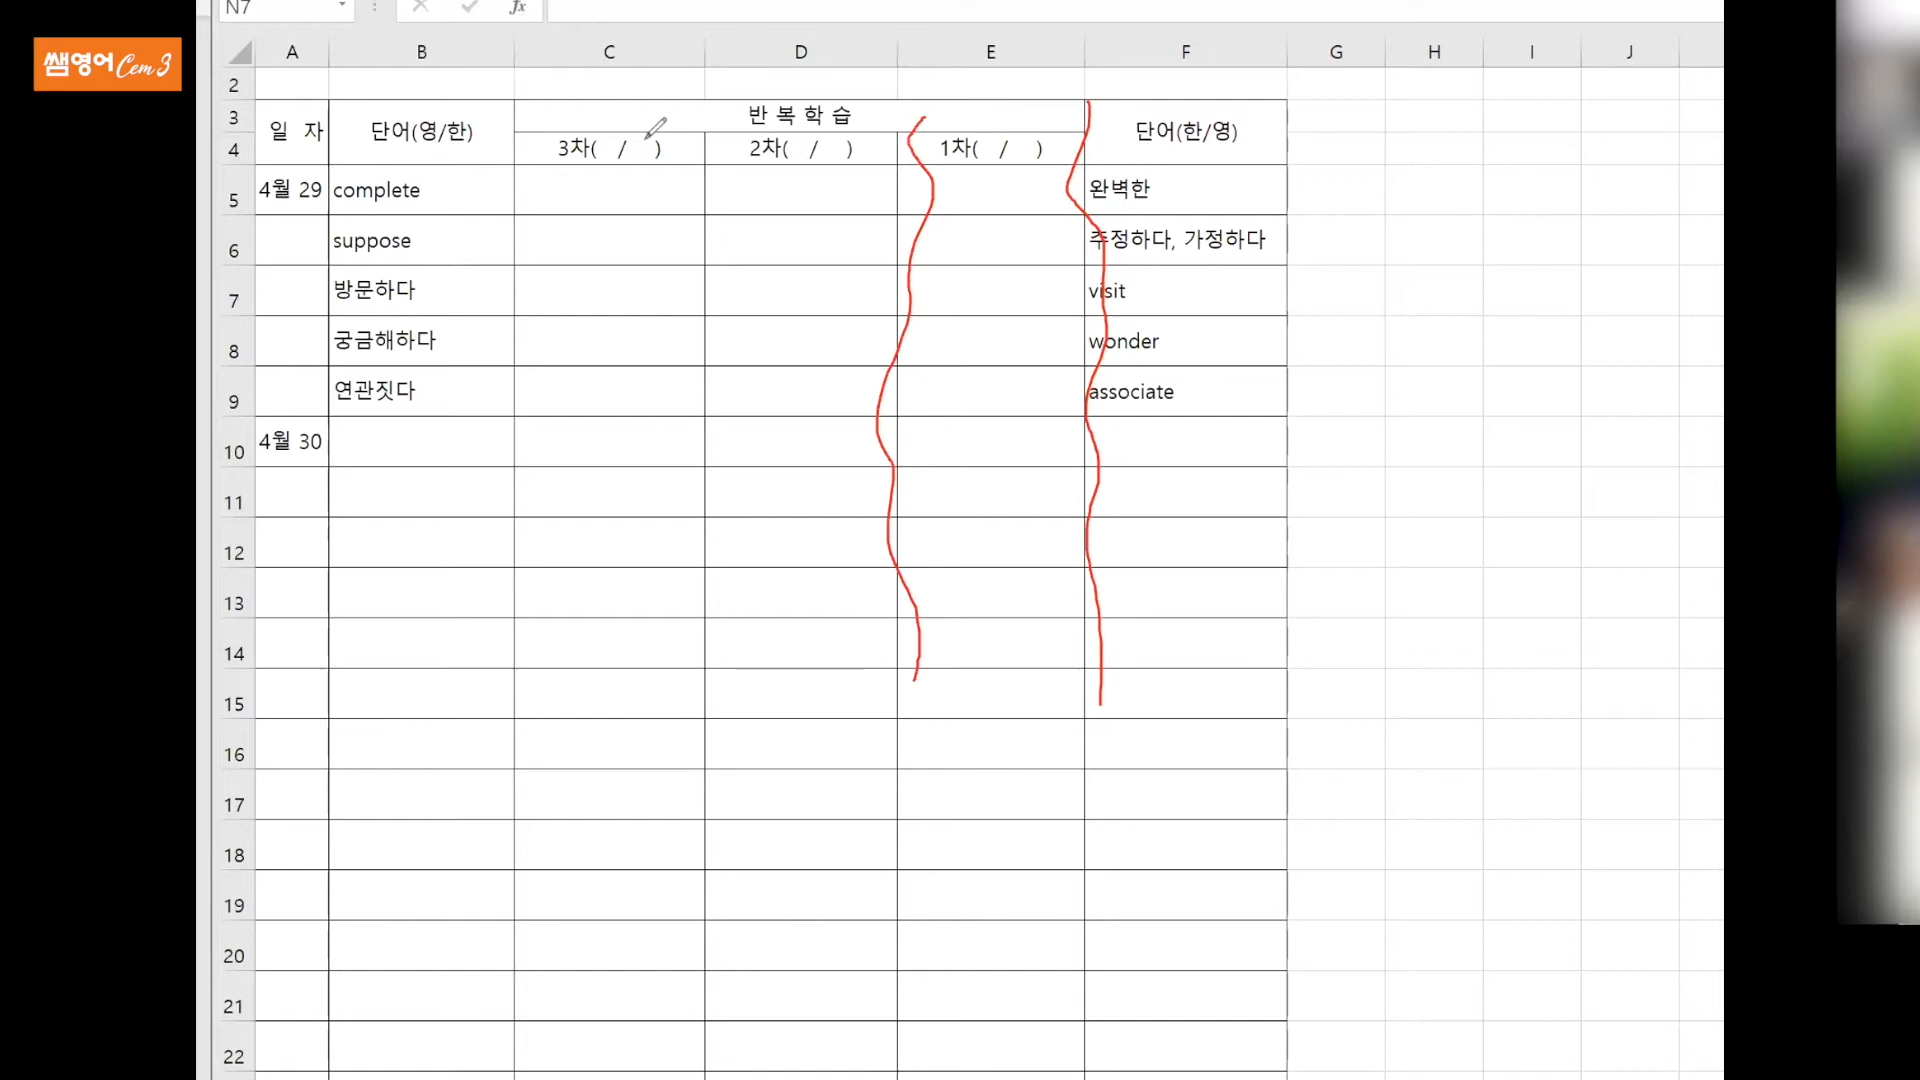 N7 fx
쌤영어 Cem 3
A B C D E F G H I J
2
3 일 자 단어(영/한) 반 복 학 습 단어(한/영)
4 3차( / ) 2차( / ) 1차( / )
5 4월 29 complete 완벽한
6 suppose 추정하다, 가정하다
7 방문하다 visit
8 궁금해하다 wonder
9 연관짓다 associate
10 4월 30
11
12
13
14
15
16
17
18
19
20
21
22